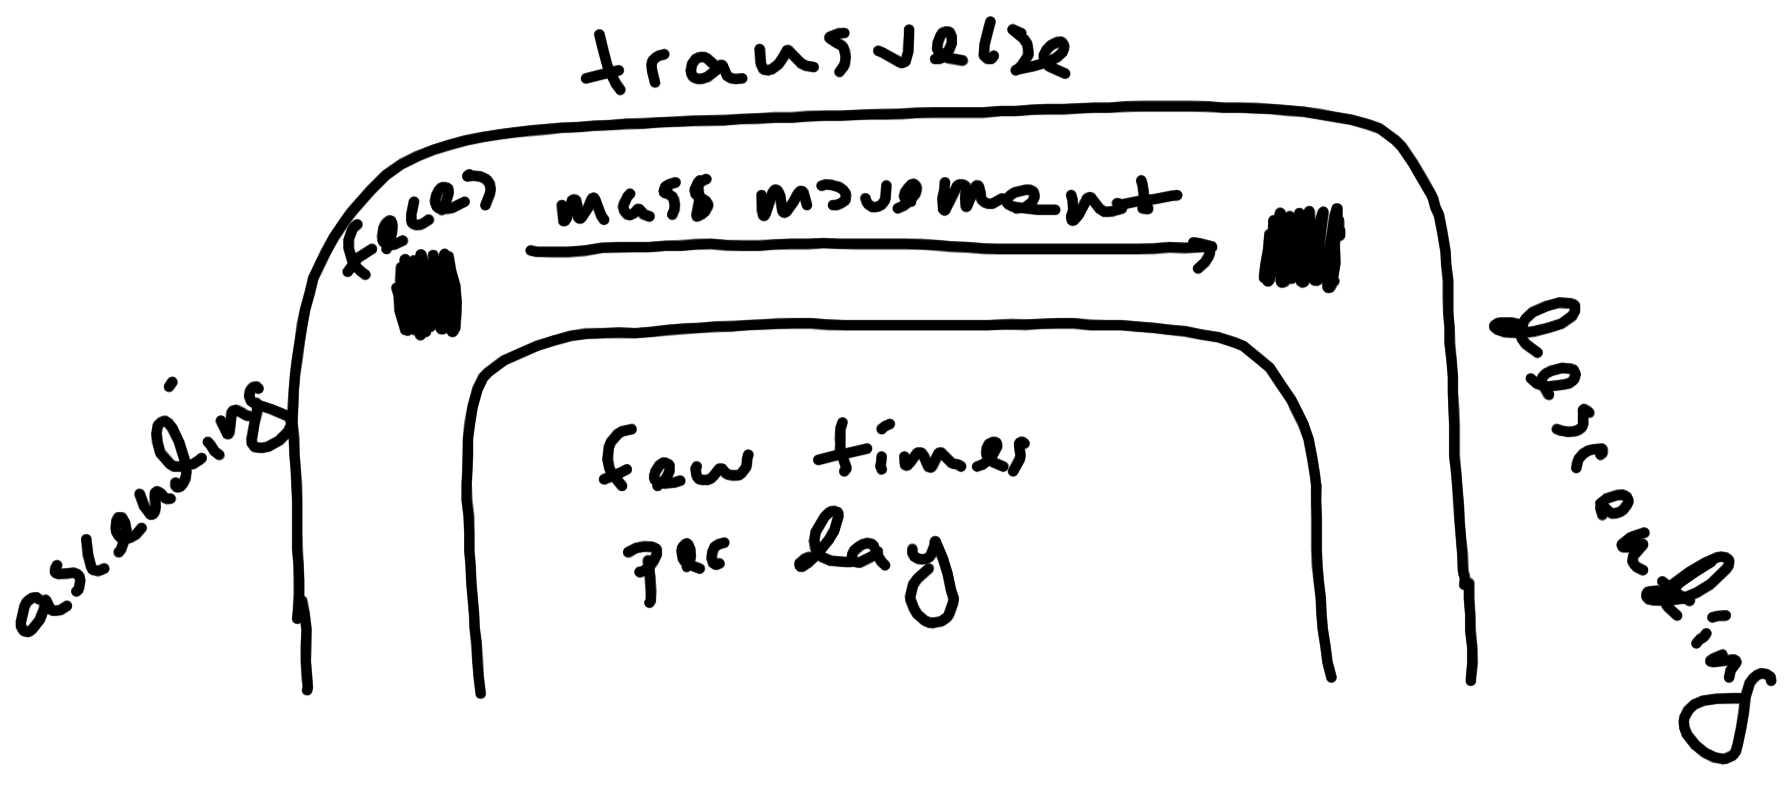 transverse
feces
mass movement
ascending
descending
few times
per day